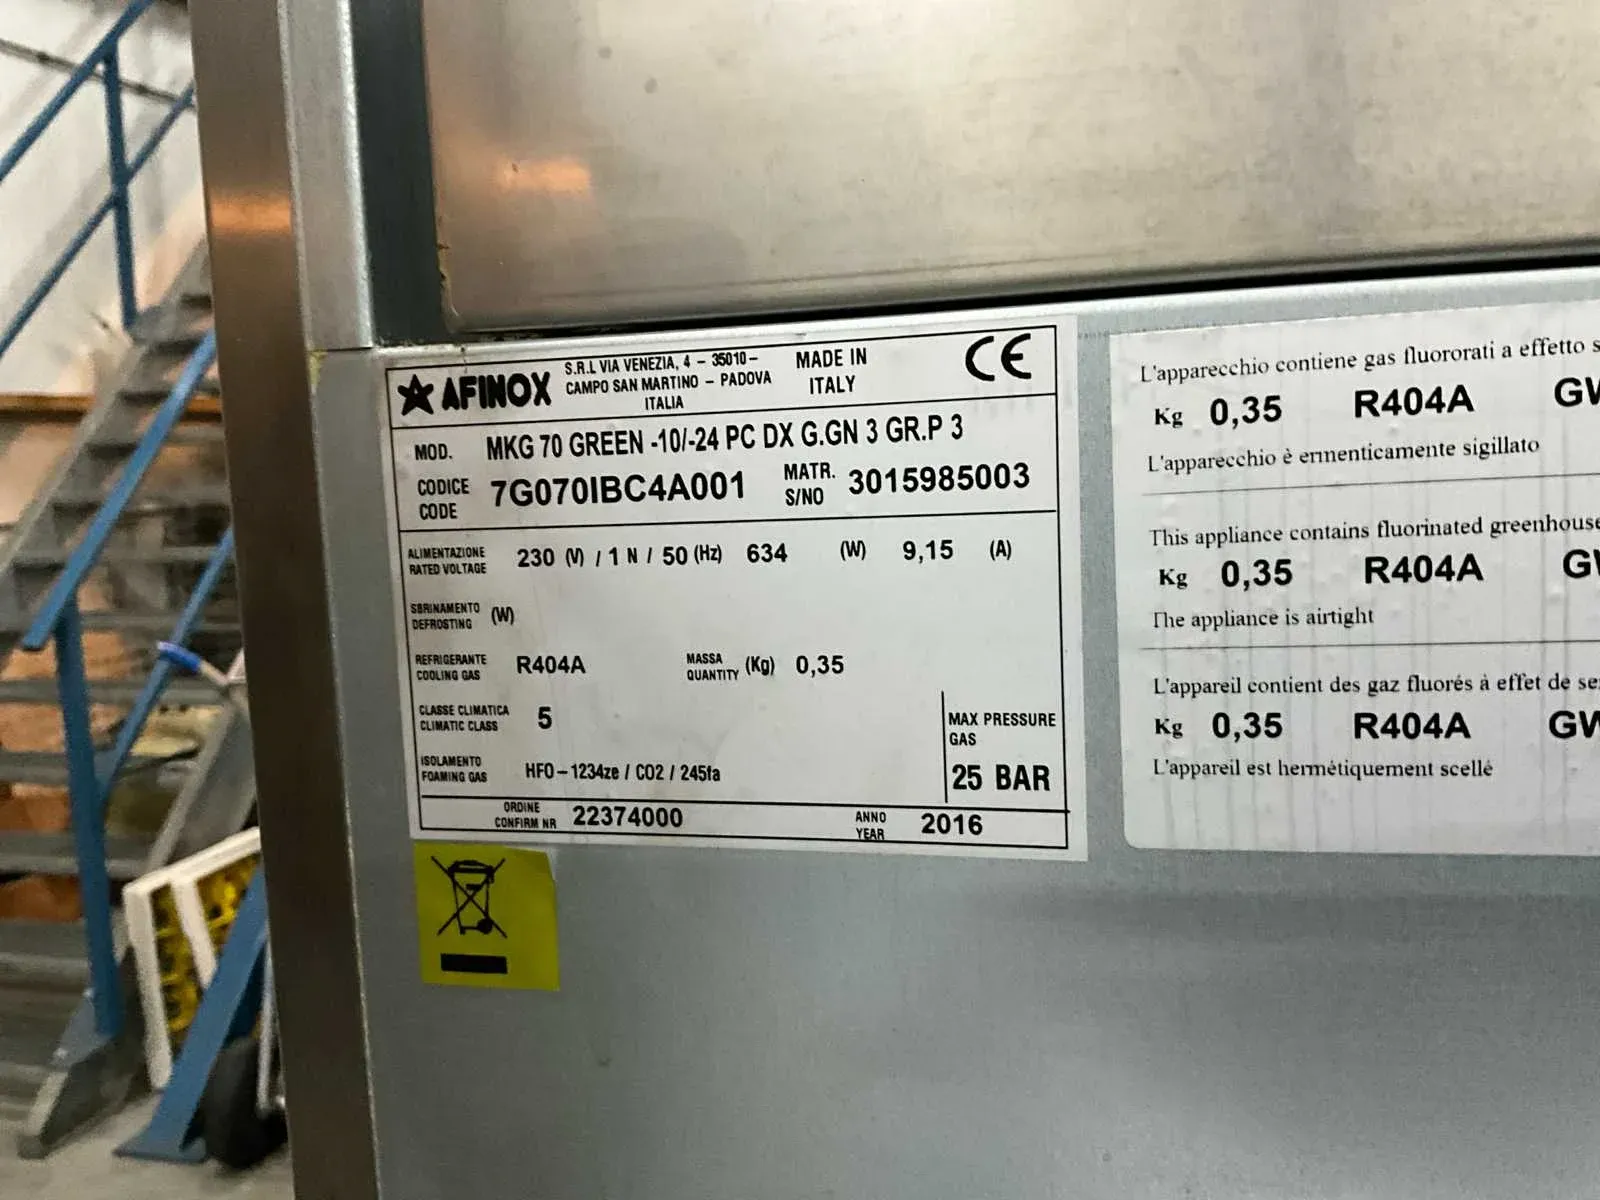 AFINOX
S.R.L VIA VENEZIA, 4 – 35010 –
CAMPO SAN MARTINO – PADOVA
ITALIA
MADE IN
ITALY
CE
MOD. MKG 70 GREEN -10/-24 PC DX G.GN 3 GR.P 3
CODICE
CODE
7G070IBC4A001
MATR.
S/NO
3015985003
ALIMENTAZIONE
RATED VOLTAGE
230 (V) / 1 N / 50 (Hz) 634 (W) 9,15 (A)
SBRINAMENTO
DEFROSTING
(W)
REFRIGERANTE
COOLING GAS
R404A
MASSA
QUANTITY
(Kg) 0,35
CLASSE CLIMATICA
CLIMATIC CLASS
5
MAX PRESSURE
GAS
25 BAR
ISOLAMENTO
FOAMING GAS
HFO – 1234ze / CO2 / 245fa
ORDINE
CONFIRM NR
22374000
ANNO
YEAR
2016
L'apparecchio contiene gas fluororati a effetto s
Kg 0,35 R404A GW
L'apparecchio è ermenticamente sigillato
This appliance contains fluorinated greenhouse
Kg 0,35 R404A GW
The appliance is airtight
L'appareil contient des gaz fluorés à effet de se
Kg 0,35 R404A GW
L'appareil est hermétiquement scellé